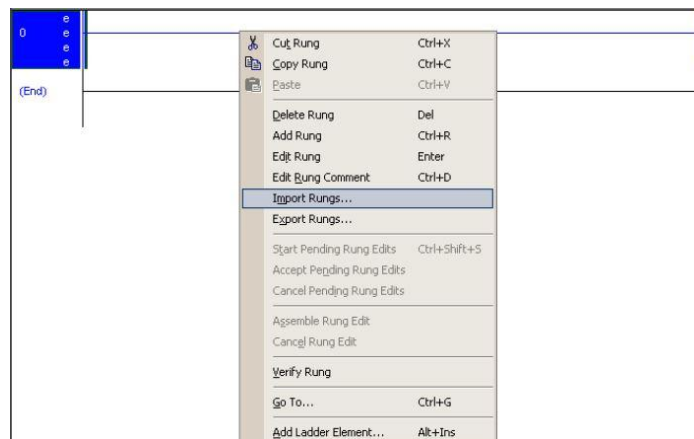 e
0 e
e
e
(End)
Cut Rung Ctrl+X
Copy Rung Ctrl+C
Paste Ctrl+V
Delete Rung Del
Add Rung Ctrl+R
Edit Rung Enter
Edit Rung Comment Ctrl+D
Import Rungs...
Export Rungs...
Start Pending Rung Edits Ctrl+Shift+S
Accept Pending Rung Edits
Cancel Pending Rung Edits
Assemble Rung Edit
Cancel Rung Edit
Verify Rung
Go To... Ctrl+G
Add Ladder Element... Alt+Ins